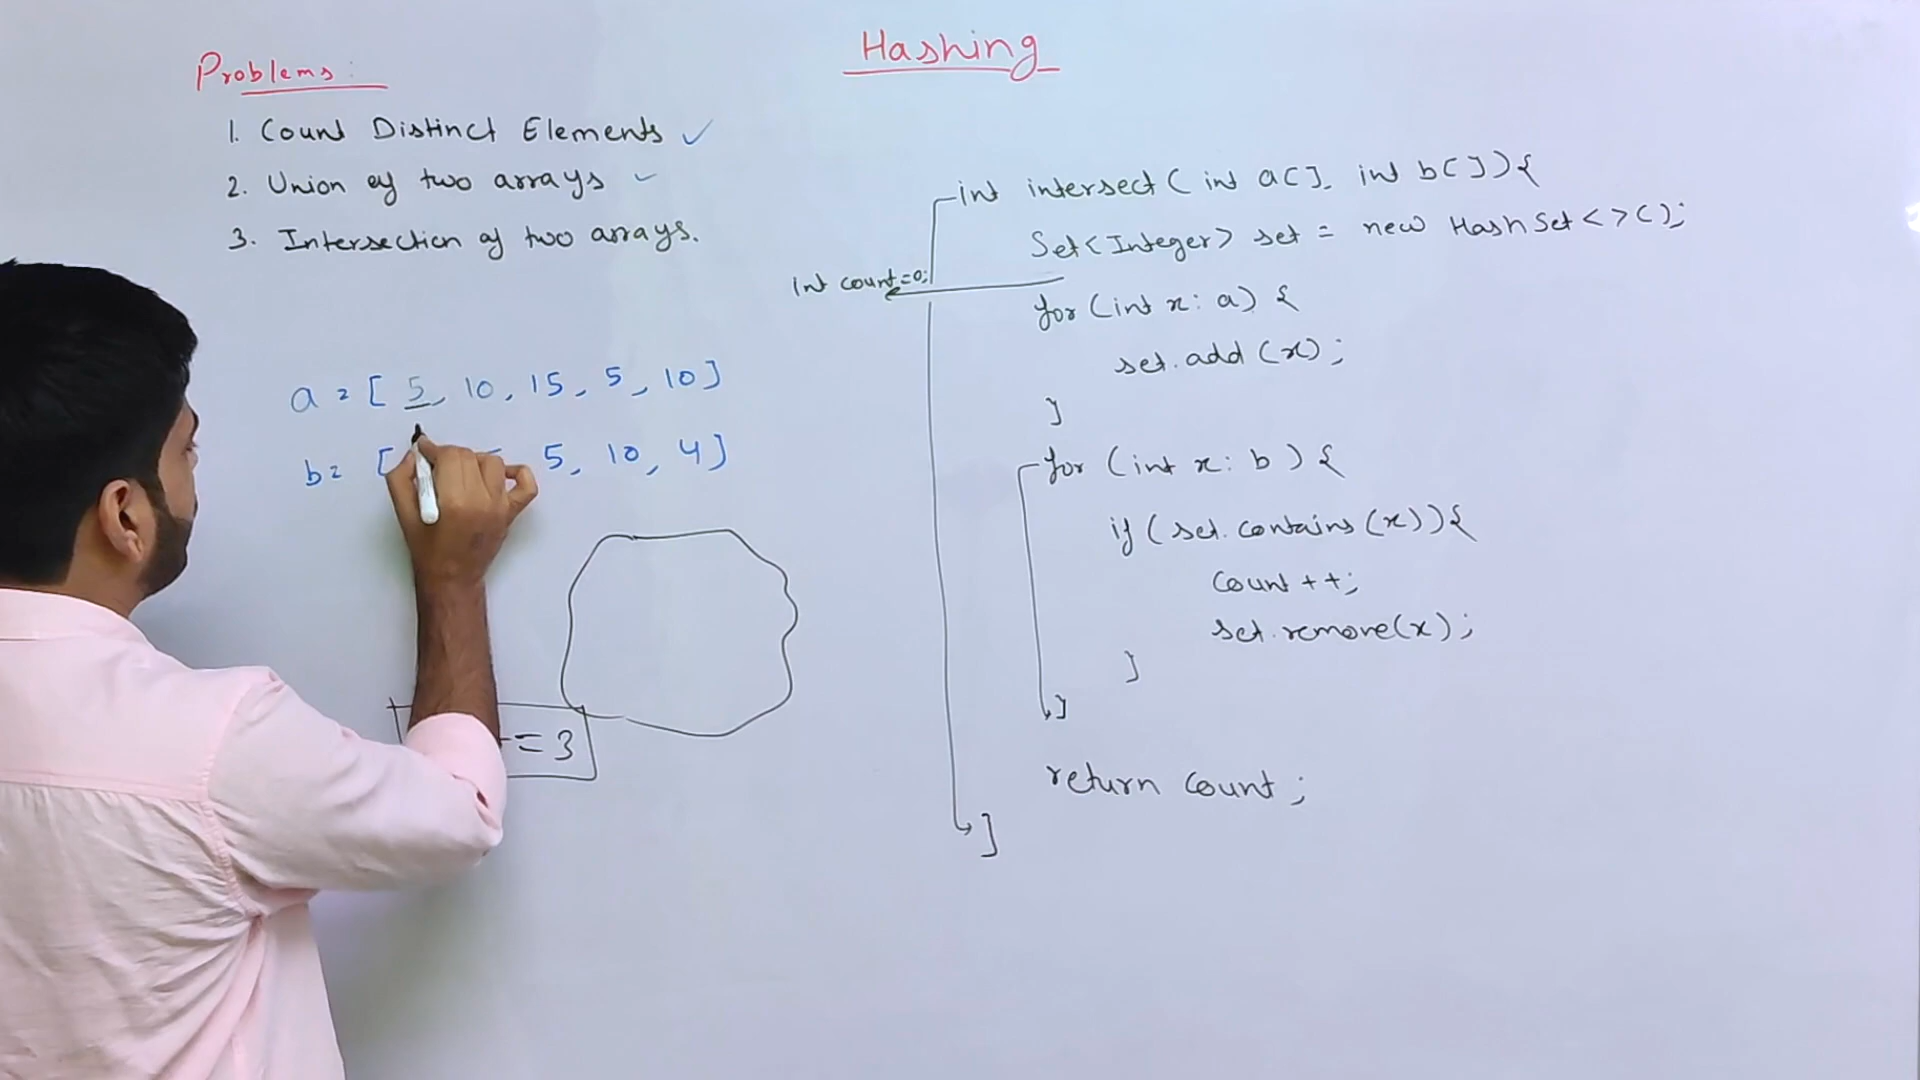 Hashing
Problems:
1. Count Distinct Elements ✓
2. Union of two arrays ✓
3. Intersection of two arrays.
a = [ 5, 10, 15, 5, 10 ]
b = [ 5, 10, 4 ]
= 3
int intersect( int a[], int b[]){
Set<Integer> set = new HashSet<>();
int count=0;
for (int x: a) {
set.add (x);
}
for (int x: b) {
if (set.contains(x)){
Count ++;
set.remove(x);
}
}
return count;
}